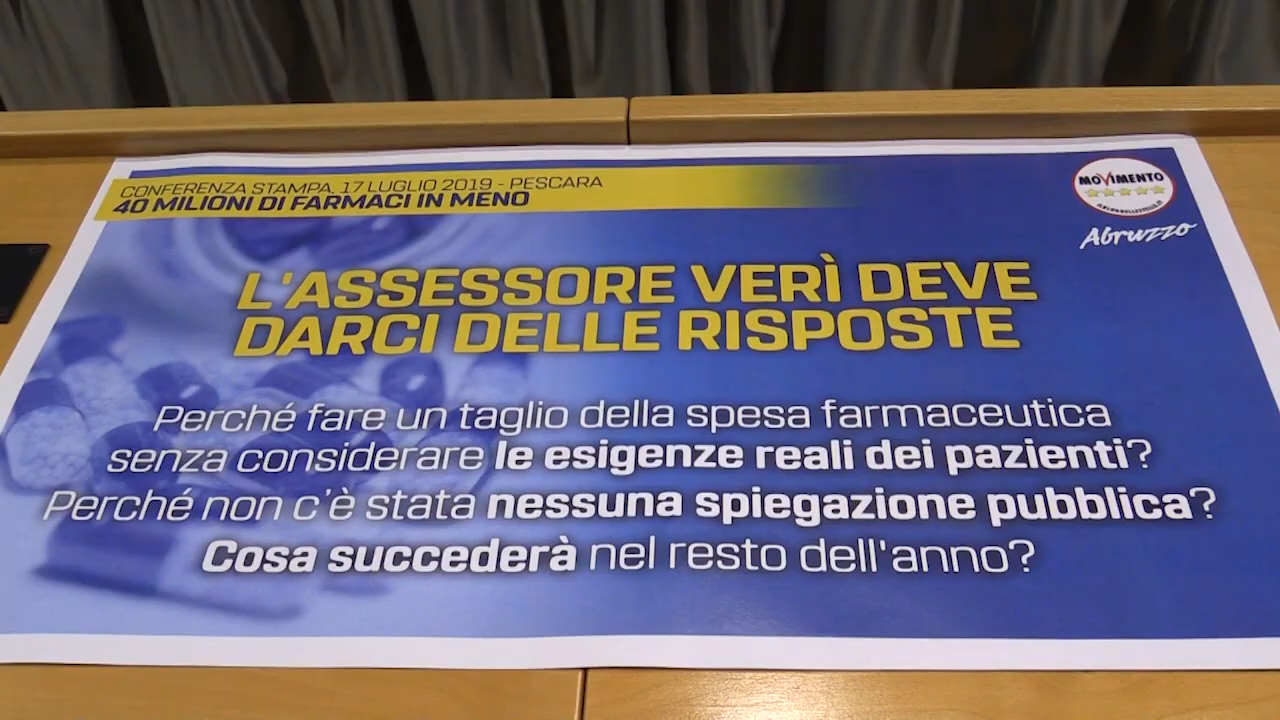 CONFERENZA STAMPA, 17 LUGLIO 2019 - PESCARA
40 MILIONI DI FARMACI IN MENO
MOVIMENTO
Abruzzo
L'ASSESSORE VERÌ DEVE
DARCI DELLE RISPOSTE
Perché fare un taglio della spesa farmaceutica
senza considerare le esigenze reali dei pazienti?
Perché non c'è stata nessuna spiegazione pubblica?
Cosa succederà nel resto dell'anno?